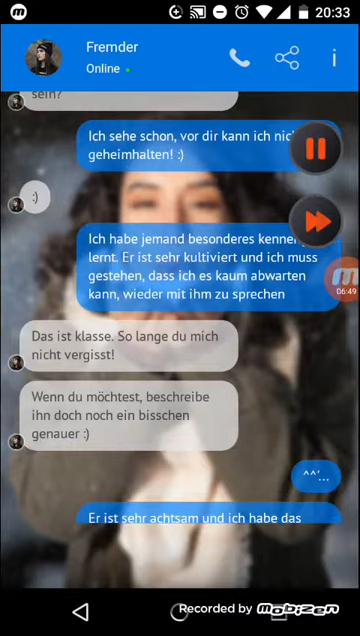 20:33
Fremder
Online
sein?
Ich sehe schon, vor dir kann ich
geheimhalten! :)
:)
Ich habe jemand besonderes
lernt. Er ist sehr kultiviert und ich muss
gestehen, dass ich es kaum abwarten
kann, wieder mit ihm zu sprechen
06:49
Das ist klasse. So lange du mich
nicht vergisst!
Wenn du möchtest, beschreibe
ihn doch noch ein bisschen
genauer :)
^^'...
Er ist sehr achtsam und ich habe das
Recorded by mobizen